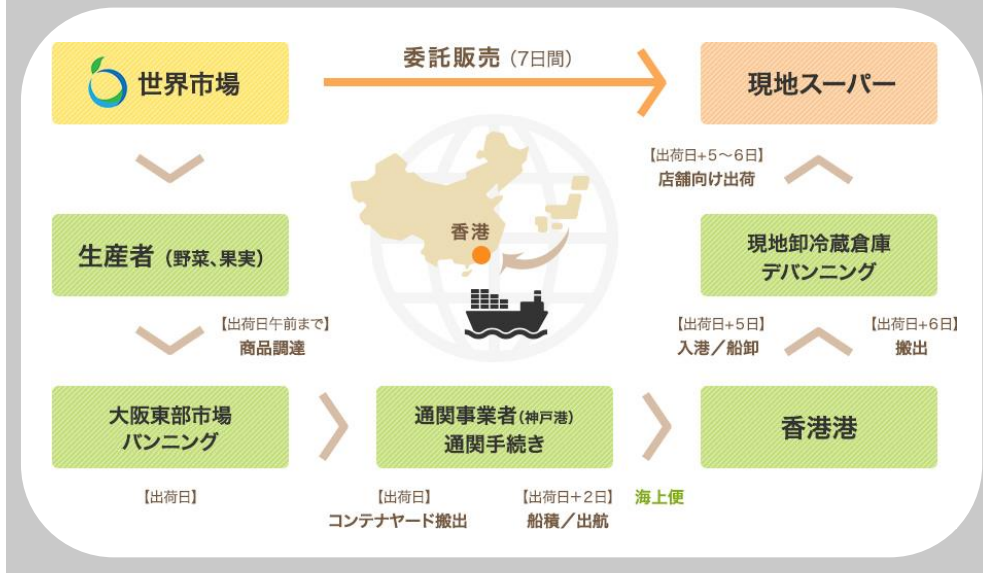 世界市場
委託販売（7日間）
現地スーパー
【出荷日+5～6日】
店舗向け出荷
生産者（野菜、果実）
香港
現地卸冷蔵倉庫
デバンニング
【出荷日午前まで】
商品調達
【出荷日+5日】
入港／船卸
【出荷日+6日】
搬出
大阪東部市場
バンニング
通関事業者（神戸港）
通関手続き
香港港
【出荷日】
【出荷日】
コンテナヤード搬出
【出荷日+2日】
船積／出航
海上便